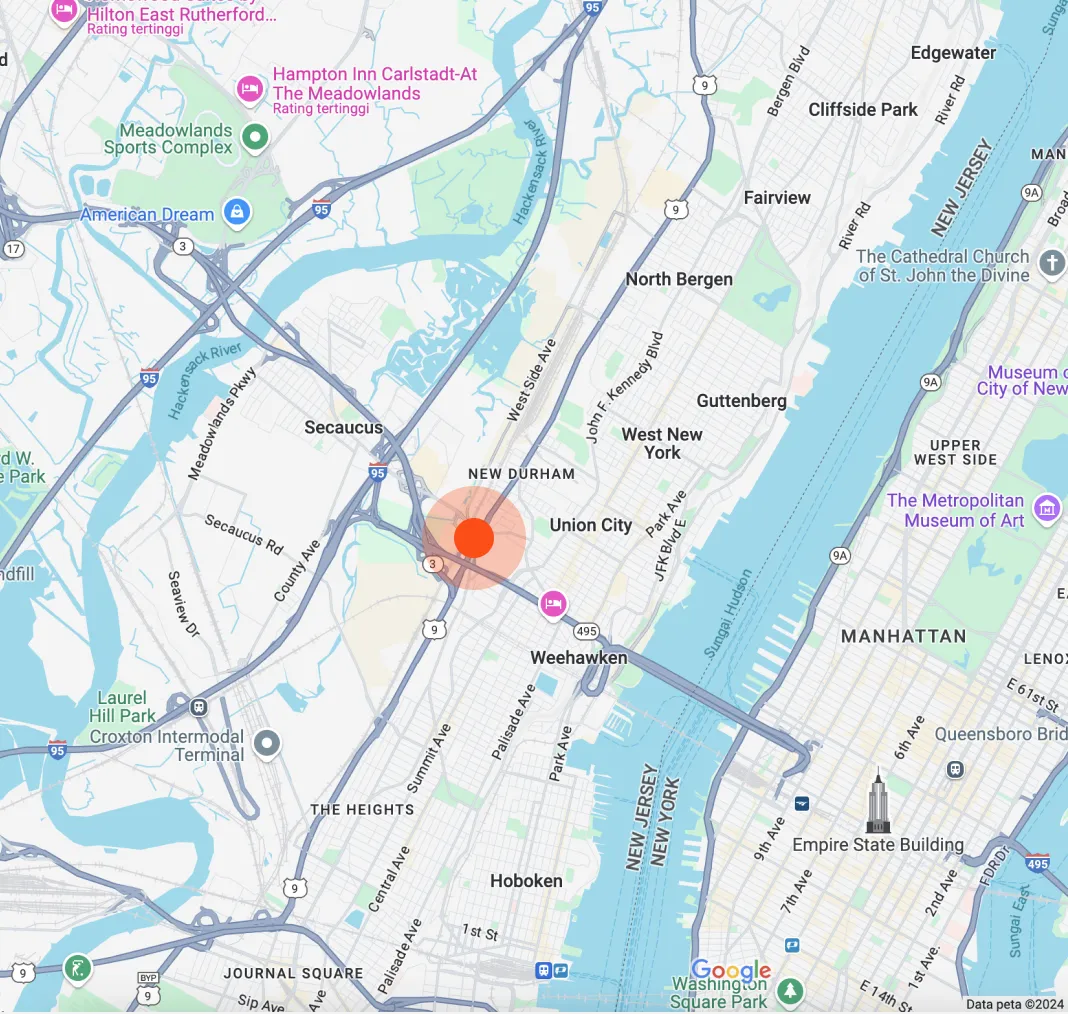 95
Hilton East Rutherford...
Rating tertinggi
Edgewater
Hampton Inn Carlstadt-At
The Meadowlands
Rating tertinggi
9
Bergen Blvd
River Rd
Cliffside Park
Meadowlands
Sports Complex
Hackensack River
NEW JERSEY
MAN
9A
Broad
Fairview
American Dream
95
9
River Rd
17
3
The Cathedral Church
of St. John the Divine
North Bergen
Hackensack River
95
Meadowlands Pkwy
West Side Ave
John F. Kennedy Blvd
9A
Museum
City of New
Guttenberg
Secaucus
West New
York
UPPER
WEST SIDE
d W.
e Park
95
NEW DURHAM
The Metropolitan
Museum of Art
Park Ave
JFK Blvd E
Union City
Secaucus Rd
County Ave
9A
3
ndfill
Seaview Dr
Sungai Hudson
9
495
MANHATTAN
Weehawken
LENOX
E 61st St
Laurel
Hill Park
Palisade Ave
Croxton Intermodal
Terminal
95
Summit Ave
Park Ave
6th Ave
Queensboro Brid
NEW JERSEY
NEW YORK
THE HEIGHTS
9th Ave
Empire State Building
495
FDR Dr
Hoboken
9
Central Ave
7th Ave
2nd Ave
Sungai East
1st St
Palisade Ave
9
JOURNAL SQUARE
BYP
9
Google
Washington
Square Park
1st Ave.
E 14th St
Sip Ave
Ave
Data peta ©2024